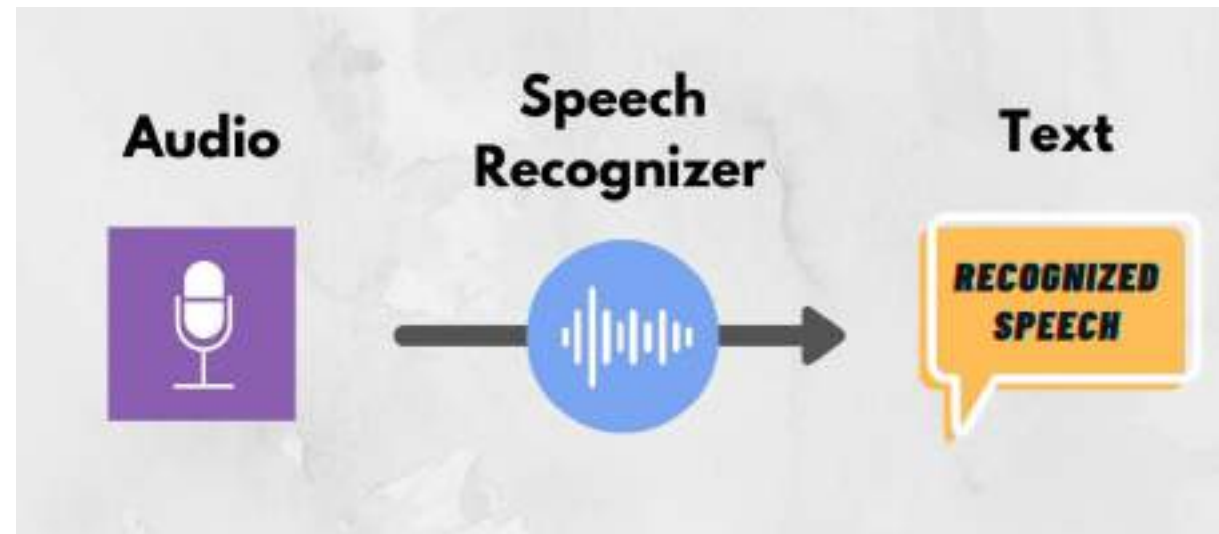 Audio
Speech
Recognizer
Text
RECOGNIZED
SPEECH